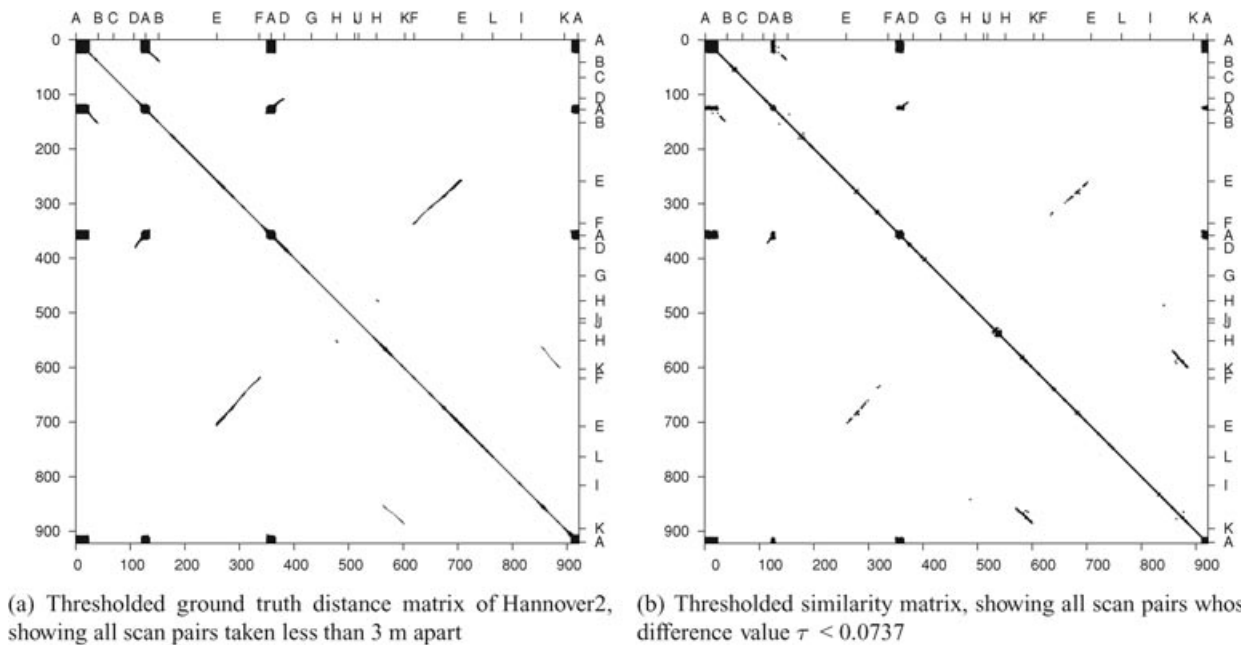 A B C D A B E F A D G H I J H K F E L I K A
A B C D A B E F A D G H I J H K F E L I K A
0 A
B
C
100 D
A
B
200
E
300
F
A
D
400
G
H
500
I
J
H
600 K
F
700 E
L
800 I
900 K
A
0 100 200 300 400 500 600 700 800 900
0 A
B
C
100 D
A
B
200
E
300
F
A
D
400
G
H
500
I
J
H
600 K
F
700 E
L
800 I
900 K
A
0 100 200 300 400 500 600 700 800 900
(a) Thresholded ground truth distance matrix of Hannover2,
showing all scan pairs taken less than 3 m apart
(b) Thresholded similarity matrix, showing all scan pairs whos
difference value τ < 0.0737